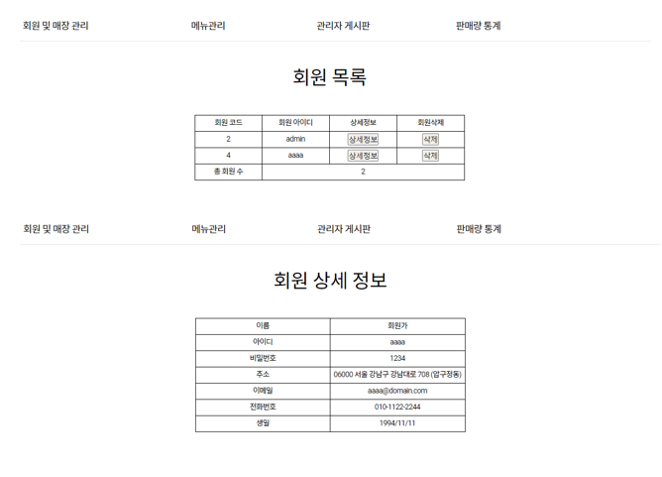 회원 및 매장 관리 메뉴관리 관리자 게시판 판매량 통계
회원 목록
회원 코드 회원 아이디 상세정보 회원삭제
2 admin 상세정보 삭제
4 aaaa 상세정보 삭제
총 회원 수 2
회원 및 매장 관리 메뉴관리 관리자 게시판 판매량 통계
회원 상세 정보
이름 회원가
아이디 aaaa
비밀번호 1234
주소 06000 서울 강남구 강남대로 708 (압구정동)
이메일 aaaa@domain.com
전화번호 010-1122-2244
생일 1994/11/11